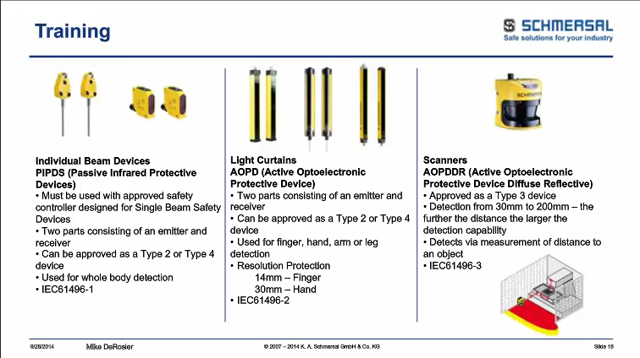 Training
SCHMERSAL
Safe solutions for your industry
Individual Beam Devices
PIPDS (Passive Infrared Protective
Devices)
• Must be used with approved safety
controller designed for Single Beam Safety
Devices
• Two parts consisting of an emitter and
receiver
• Can be approved as a Type 2 or Type 4
device
• Used for whole body detection
• IEC61496-1
Light Curtains
AOPD (Active Optoelectronic
Protective Device)
• Two parts consisting of an emitter and
receiver
• Can be approved as a Type 2 or Type 4
device
• Used for finger, hand, arm or leg
detection
• Resolution Protection
14mm – Finger
30mm – Hand
• IEC61496-2
SCHMERSAL
Scanners
AOPDDR (Active Optoelectronic
Protective Device Diffuse Reflective)
• Approved as a Type 3 device
• Detection from 30mm to 200mm – the
further the distance the larger the
detection capability
• Detects via measurement of distance to
an object
• IEC61496-3
8/28/2014
Mike DeRosier
© 2007 – 2014 K. A. Schmersal GmbH & Co. KG
Slide 18